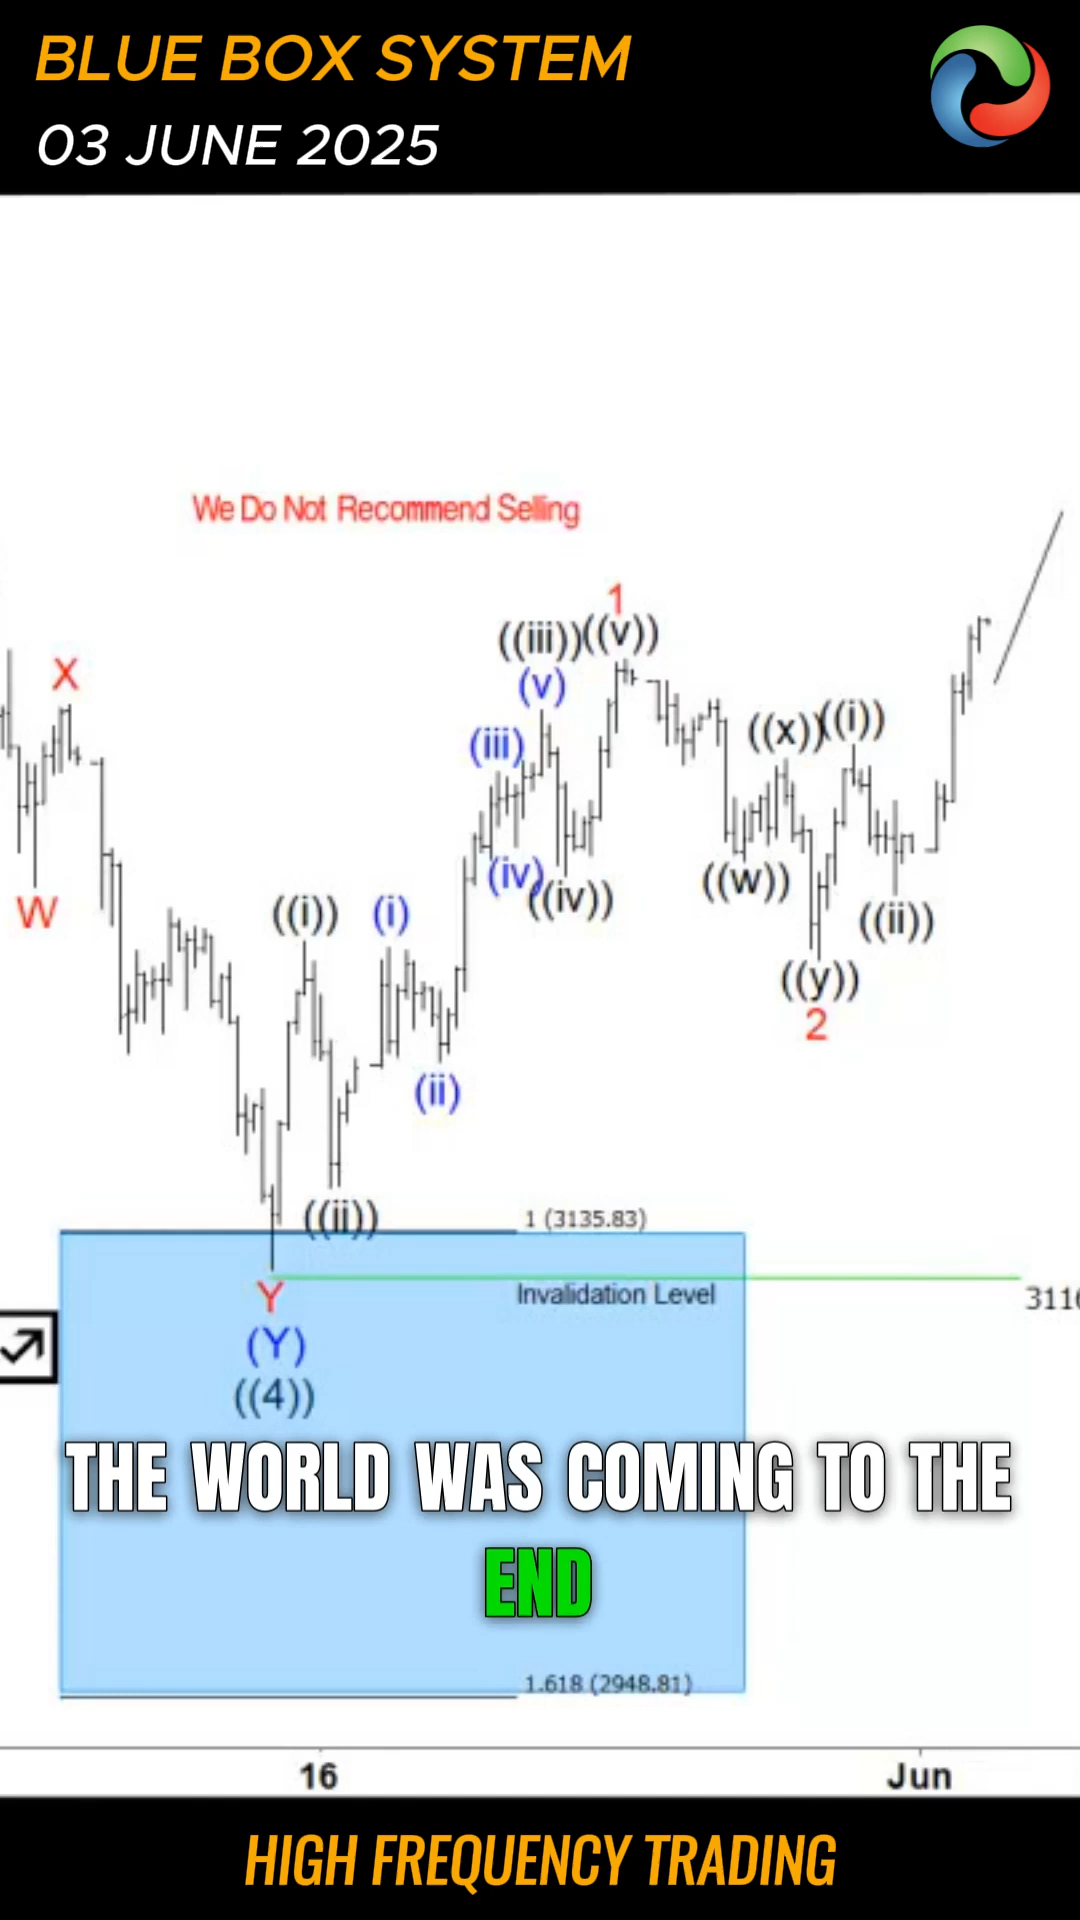 BLUE BOX SYSTEM
03 JUNE 2025
We Do Not Recommend Selling
1
((iii))((v))
X
(v)
((x))((i))
(iii)
(iv)
((iv))
((w))
W
((i)) (i)
((ii))
((y))
2
(ii)
((ii))
1 (3135.83)
Y
Invalidation Level
3116
(Y)
((4))
THE WORLD WAS COMING TO THE
END
1.618 (2948.81)
16 Jun
HIGH FREQUENCY TRADING